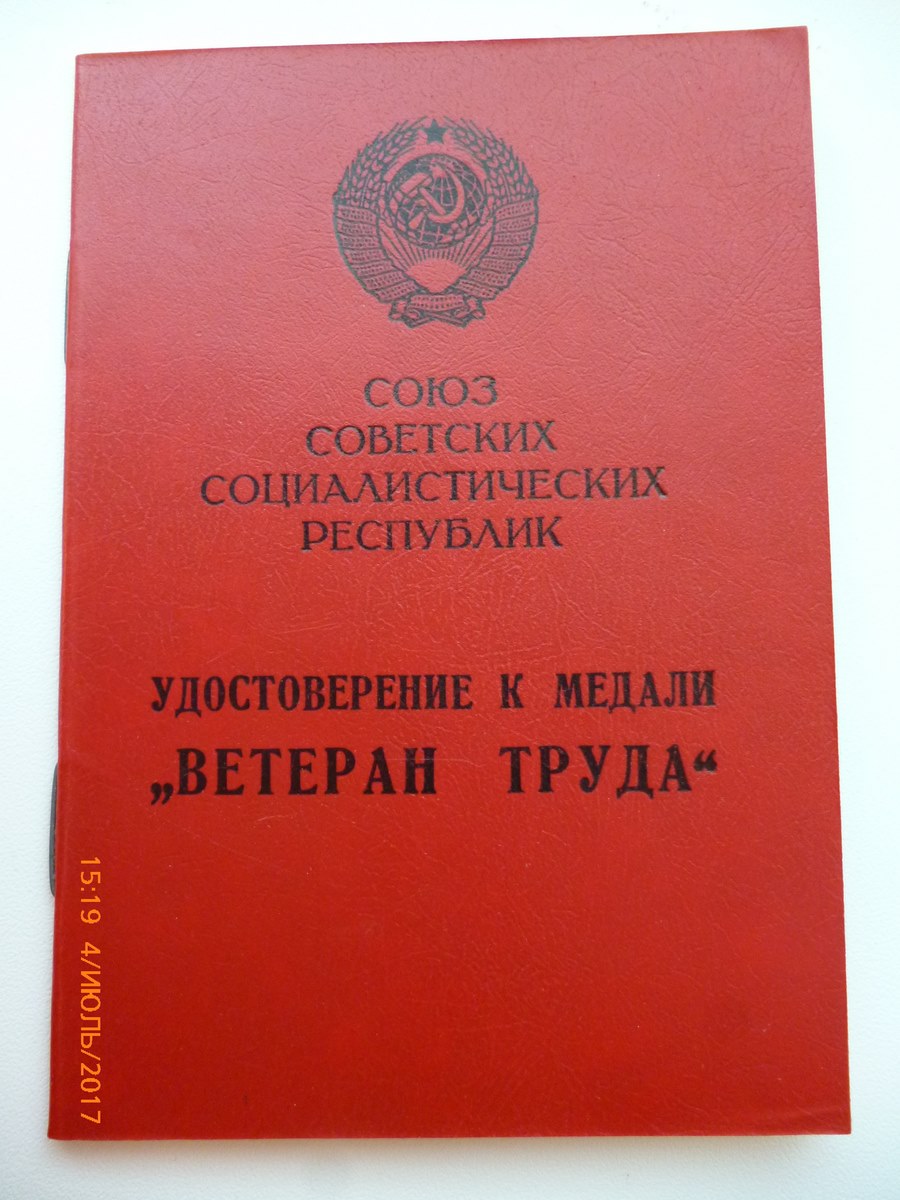 СОЮЗ
СОВЕТСКИХ
СОЦИАЛИСТИЧЕСКИХ
РЕСПУБЛИК
УДОСТОВЕРЕНИЕ К МЕДАЛИ
„ВЕТЕРАН ТРУДА“
15:19 4/ИЮЛЬ/2017